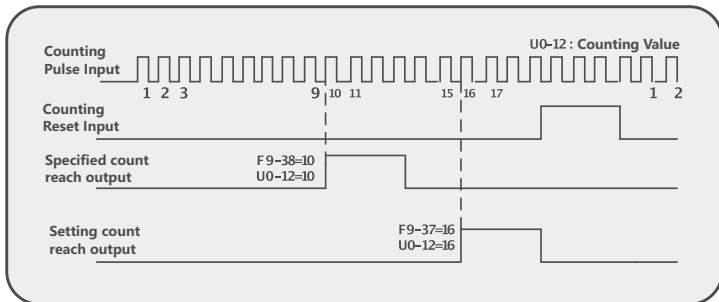 U0-12 : Counting Value
Counting
Pulse Input
1 2 3 9 10 11 15 16 17 1 2
Counting
Reset Input
Specified count
reach output
F9-38=10
U0-12=10
Setting count
reach output
F9-37=16
U0-12=16